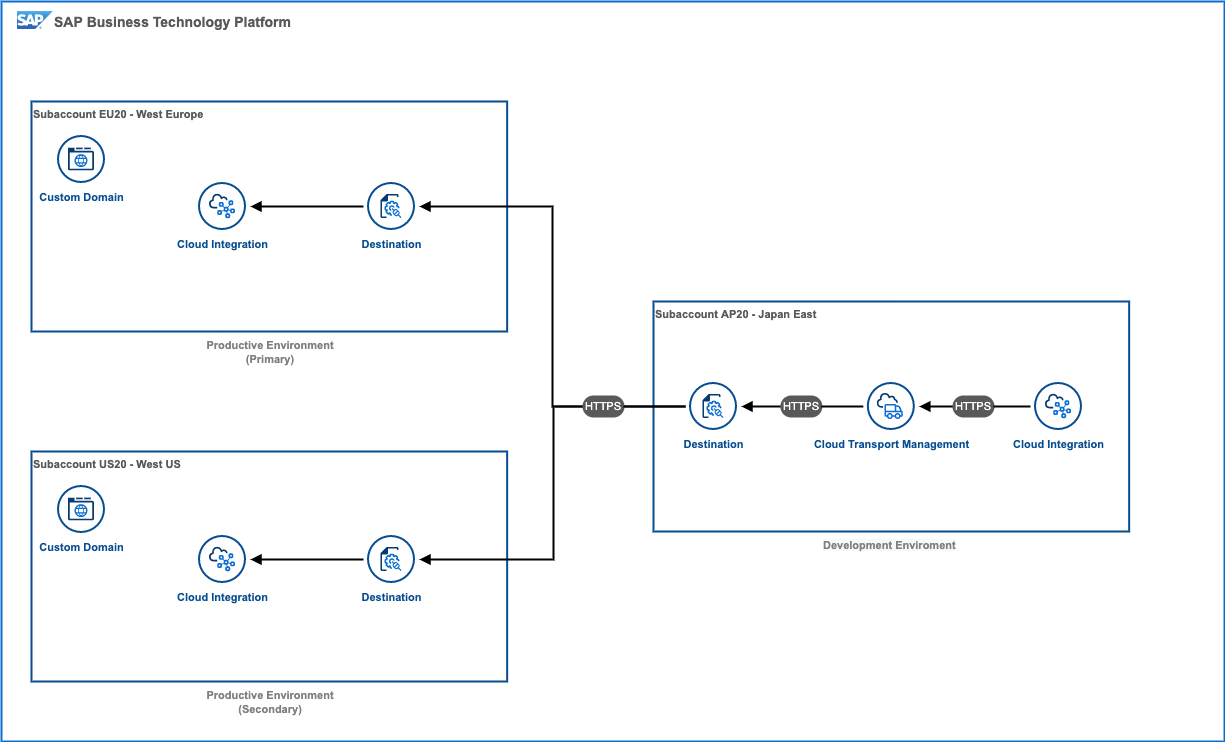 SAP SAP Business Technology Platform
Subaccount EU20 - West Europe
Custom Domain
Cloud Integration
Destination
Productive Environment
(Primary)
Subaccount US20 - West US
Custom Domain
Cloud Integration
Destination
Productive Environment
(Secondary)
HTTPS
Subaccount AP20 - Japan East
HTTPS
HTTPS
Destination
Cloud Transport Management
Cloud Integration
Development Enviroment